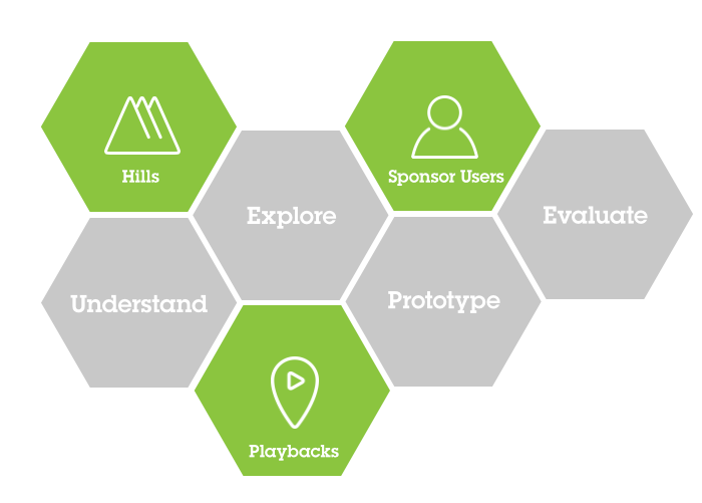 Hills
Sponsor Users
Explore
Evaluate
Understand
Prototype
Playbacks